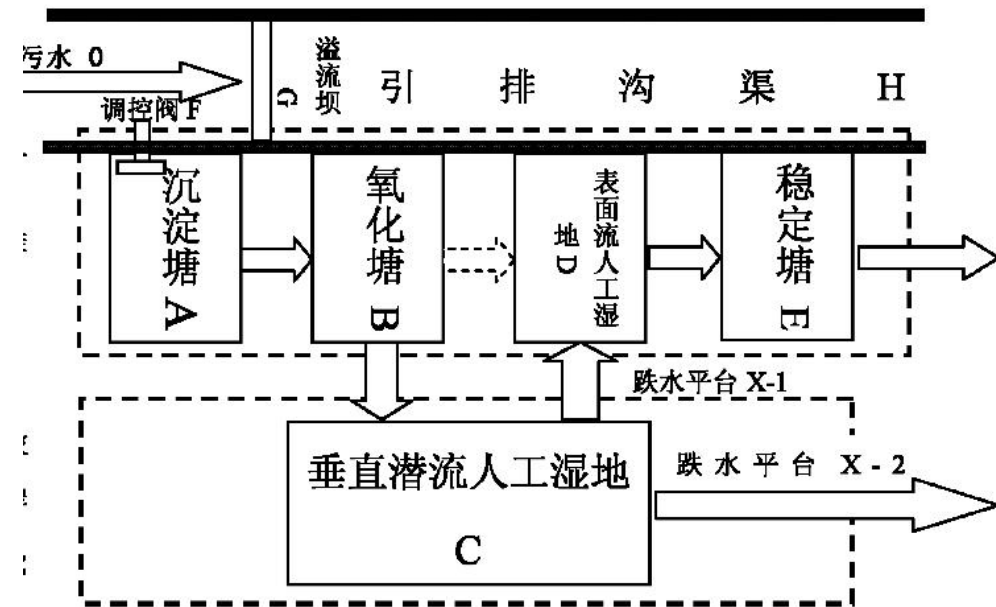 污水 0
溢流坝 G
引排沟渠 H
调控阀 F
沉淀塘 A
氧化塘 B
表面流人工湿地 D
稳定塘 E
跌水平台 X-1
垂直潜流人工湿地
C
跌水平台 X-2